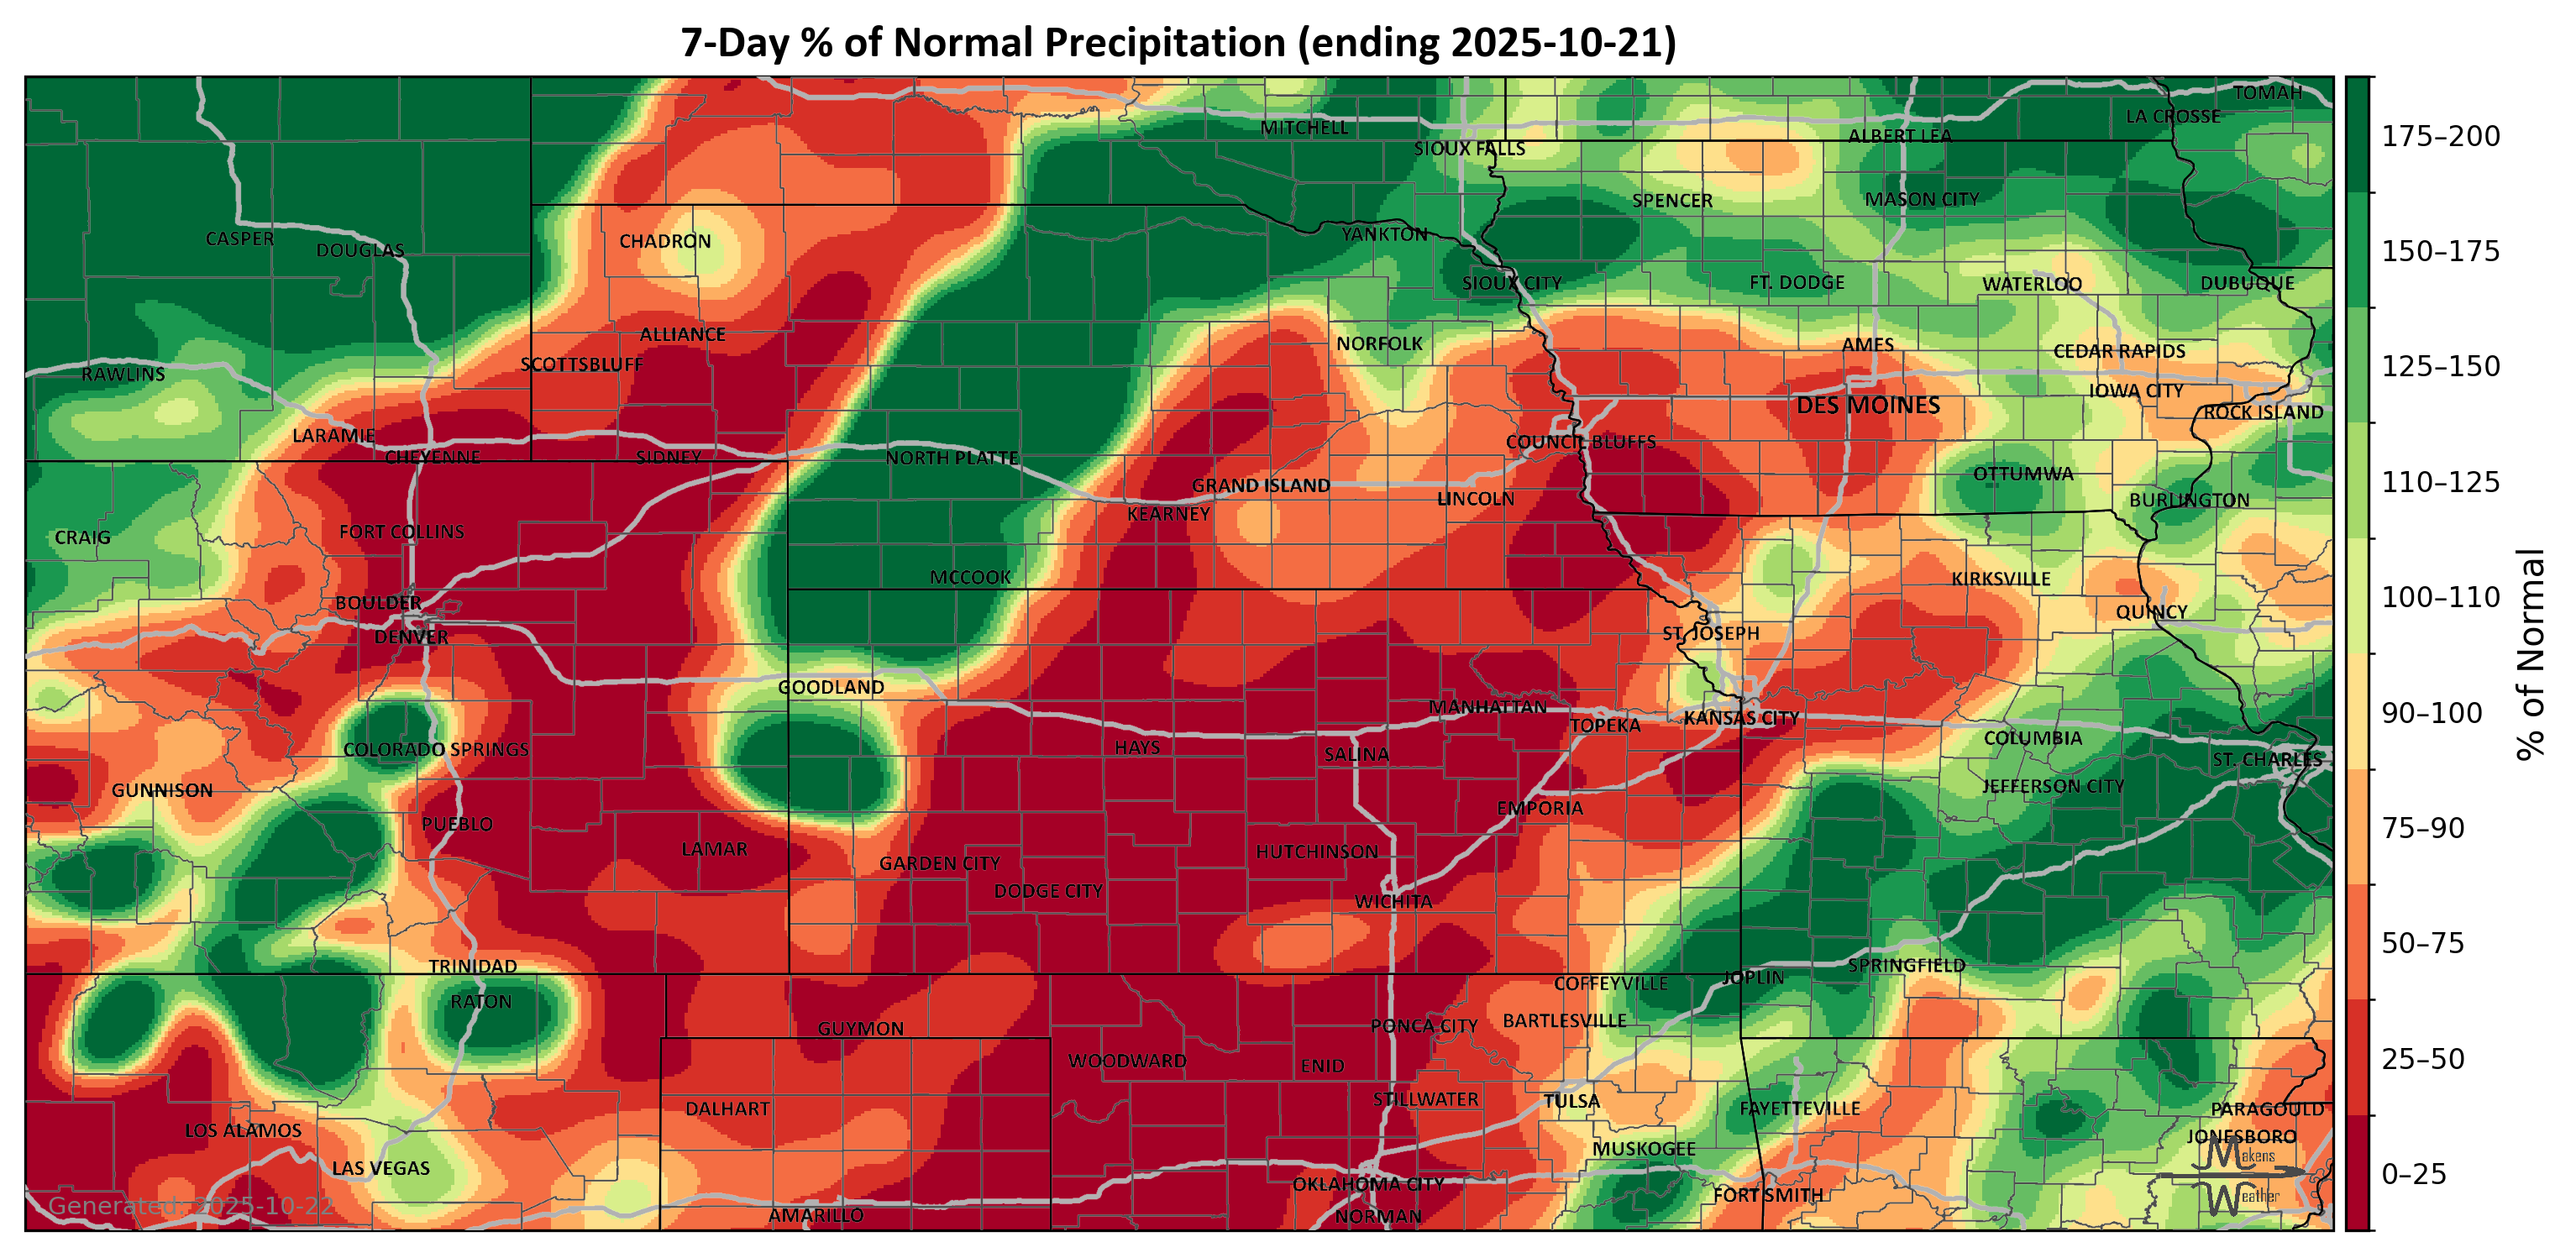 7-Day % of Normal Precipitation (ending 2025-10-21)
TOMAH
LA CROSSE
MITCHELL
ALBERT LEA
SIOUX FALLS
SPENCER
MASON CITY
CASPER
DOUGLAS
CHADRON
YANKTON
SIOUX CITY
FT. DODGE
WATERLOO
DUBUQUE
ALLIANCE
NORFOLK
AMES
CEDAR RAPIDS
SCOTTSBLUFF
RAWLINS
IOWA CITY
DES MOINES
ROCK ISLAND
LARAMIE
COUNCIL BLUFFS
CHEYENNE
SIDNEY
NORTH PLATTE
OTTUMWA
GRAND ISLAND
LINCOLN
BURLINGTON
KEARNEY
FORT COLLINS
CRAIG
MCCOOK
KIRKSVILLE
BOULDER
QUINCY
DENVER
ST. JOSEPH
GOODLAND
MANHATTAN
TOPEKA
KANSAS CITY
COLUMBIA
COLORADO SPRINGS
HAYS
SALINA
ST. CHARLES
GUNNISON
JEFFERSON CITY
EMPORIA
PUEBLO
LAMAR
GARDEN CITY
HUTCHINSON
DODGE CITY
WICHITA
TRINIDAD
SPRINGFIELD
JOPLIN
COFFEYVILLE
RATON
GUYMON
PONCA CITY
BARTLESVILLE
WOODWARD
ENID
STILLWATER
TULSA
DALHART
FAYETTEVILLE
PARAGOULD
LOS ALAMOS
JONESBORO
MUSKOGEE
LAS VEGAS
OKLAHOMA CITY
FORT SMITH
AMARILLO
NORMAN
Generated: 2025-10-22
Makens
Weather
175–200
150–175
125–150
110–125
100–110
90–100
75–90
50–75
25–50
0–25
% of Normal